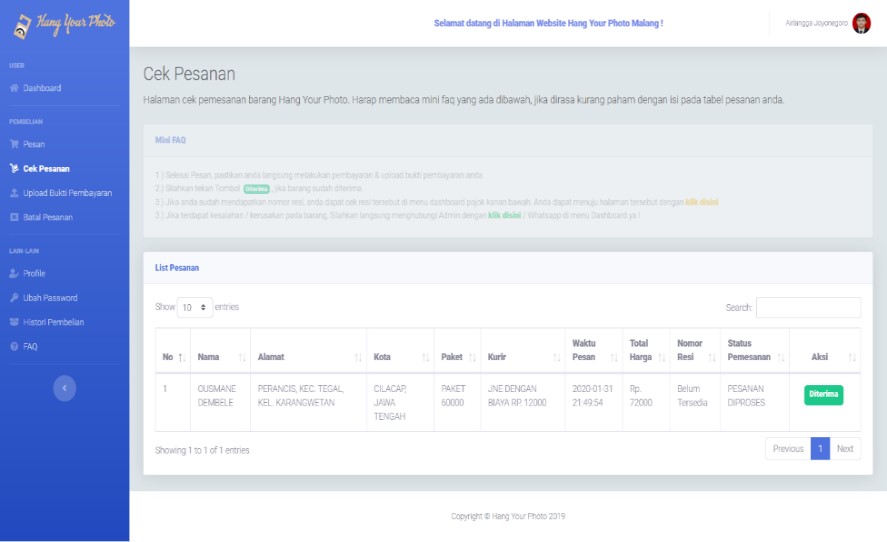 Hang Your Photo
Selamat datang di Halaman Website Hang Your Photo Malang !
Airlangga Joyonegoro
USER
Dashboard
PEMBELIAN
Pesan
Cek Pesanan
Upload Bukti Pembayaran
Batal Pesanan
LAIN-LAIN
Profile
Ubah Password
Histori Pembelian
FAQ
Cek Pesanan
Halaman cek pemesanan barang Hang Your Photo. Harap membaca mini faq yang ada dibawah, jika dirasa kurang paham dengan isi pada tabel pesanan anda.
Mini FAQ
1.) Selesai Pesan, pastikan anda langsung melakukan pembayaran & upload bukti pembayaran anda.
2.) Silahkan tekan Tombol Diterima , jika barang sudah diterima.
3.) Jika anda sudah mendapatkan nomor resi, anda dapat cek resi tersebut di menu dashboard pojok kanan bawah. Anda dapat menuju halaman tersebut dengan klik disini
3.) Jika terdapat kesalahan / kerusakan pada barang, Silahkan langsung menghubungi Admin dengan klik disini / Whatsapp di menu Dashboard ya !
List Pesanan
Show 10 entries
Search:
No Nama Alamat Kota Paket Kurir Waktu Pesan Total Harga Nomor Resi Status Pemesanan Aksi
1 OUSMANE DEMBELE PERANCIS, KEC. TEGAL, KEL. KARANGWETAN CILACAP, JAWA TENGAH PAKET 60000 JNE DENGAN BIAYA RP. 12000 2020-01-31 21:49:54 Rp. 72000 Belum Tersedia PESANAN DIPROSES Diterima
Showing 1 to 1 of 1 entries
Previous 1 Next
Copyright © Hang Your Photo 2019